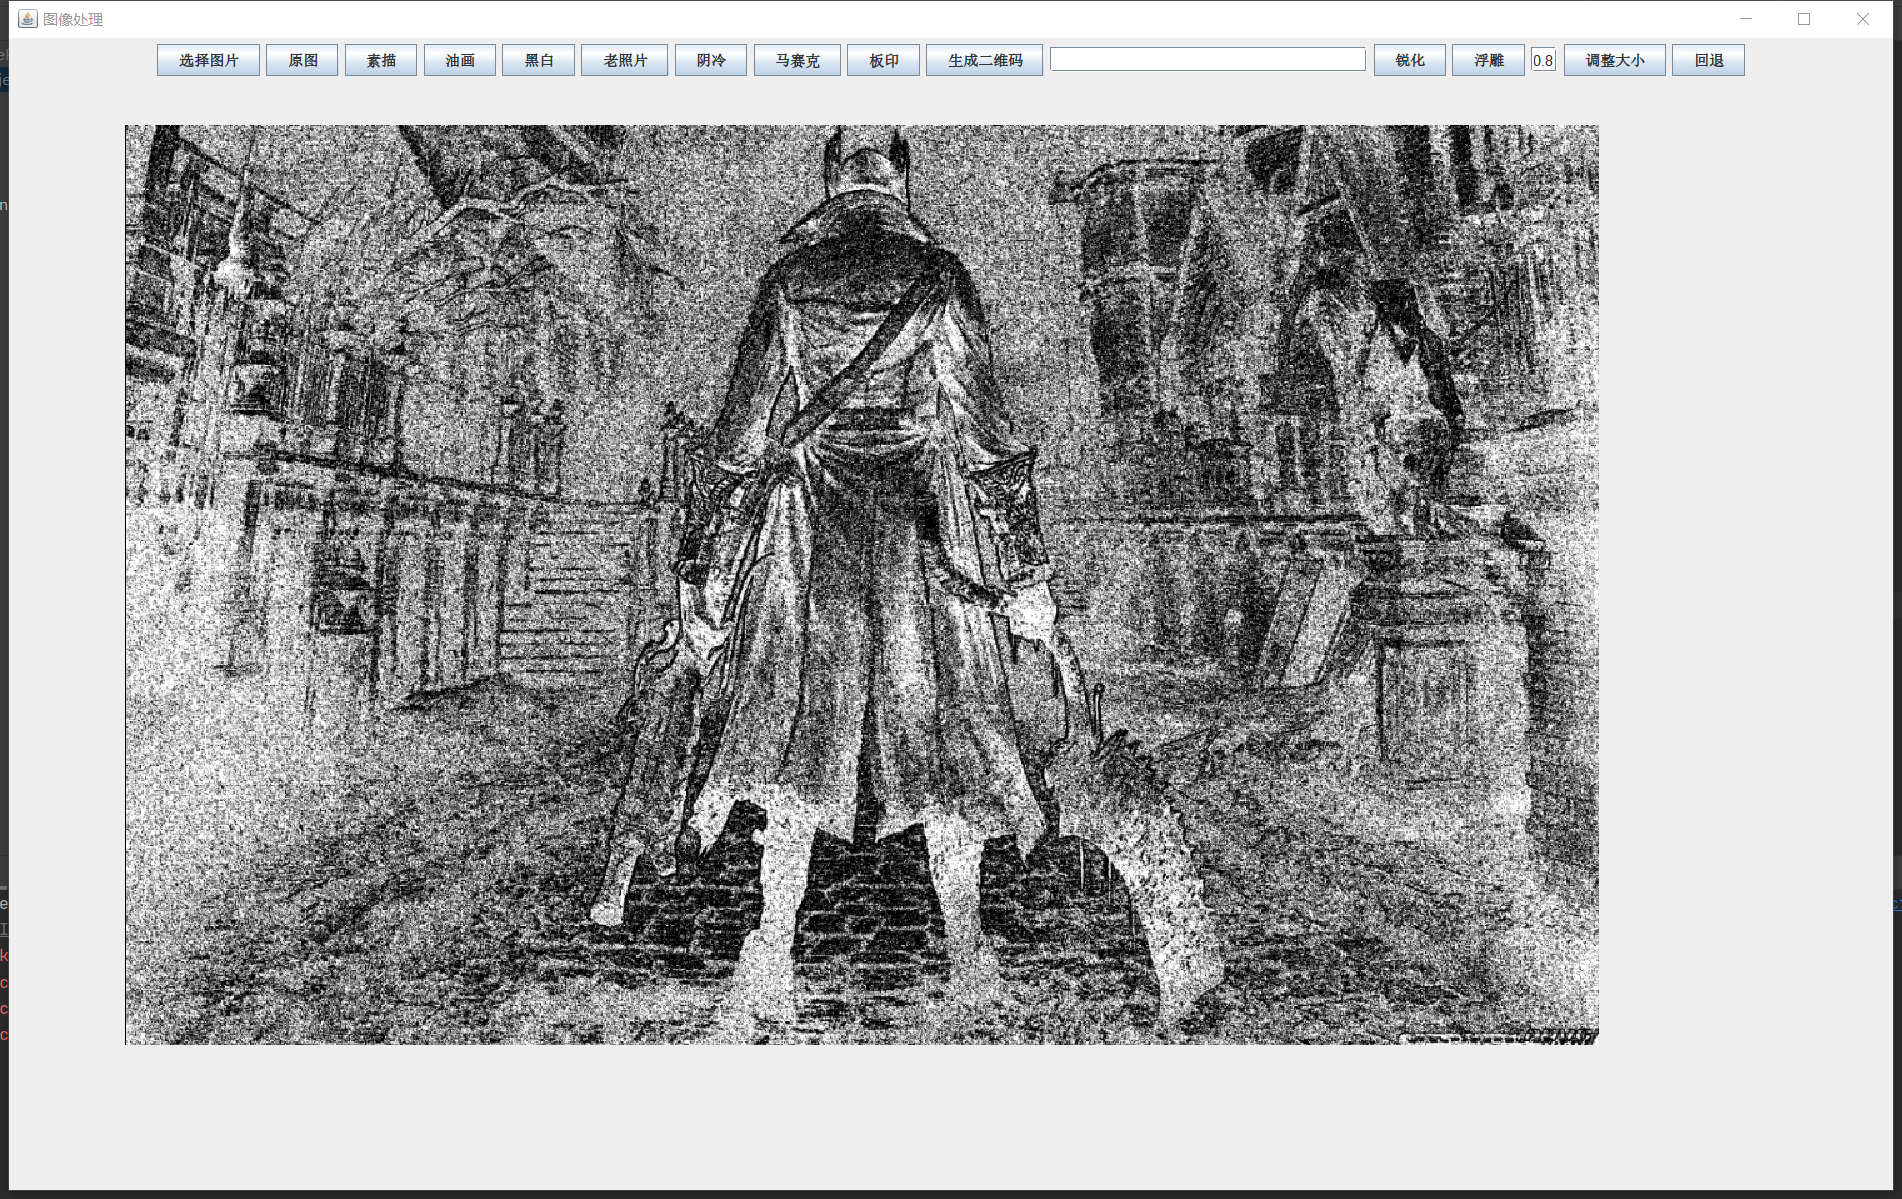 图像处理
选择图片 原图 素描 油画 黑白 老照片 阴冷 马赛克 板印 生成二维码 锐化 浮雕 0.8 调整大小 回退